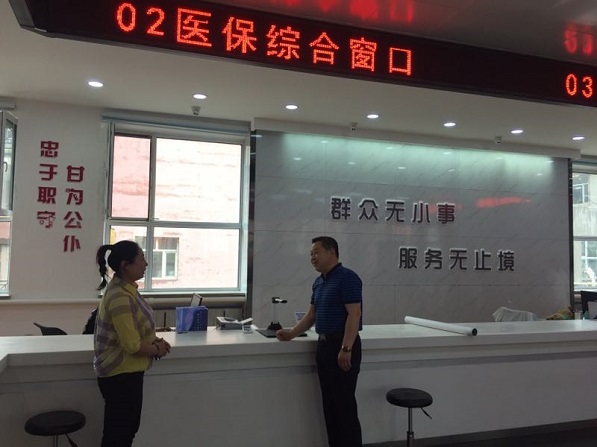 02医保综合窗口
03
忠于职守
甘为公仆
群众无小事
服务无止境